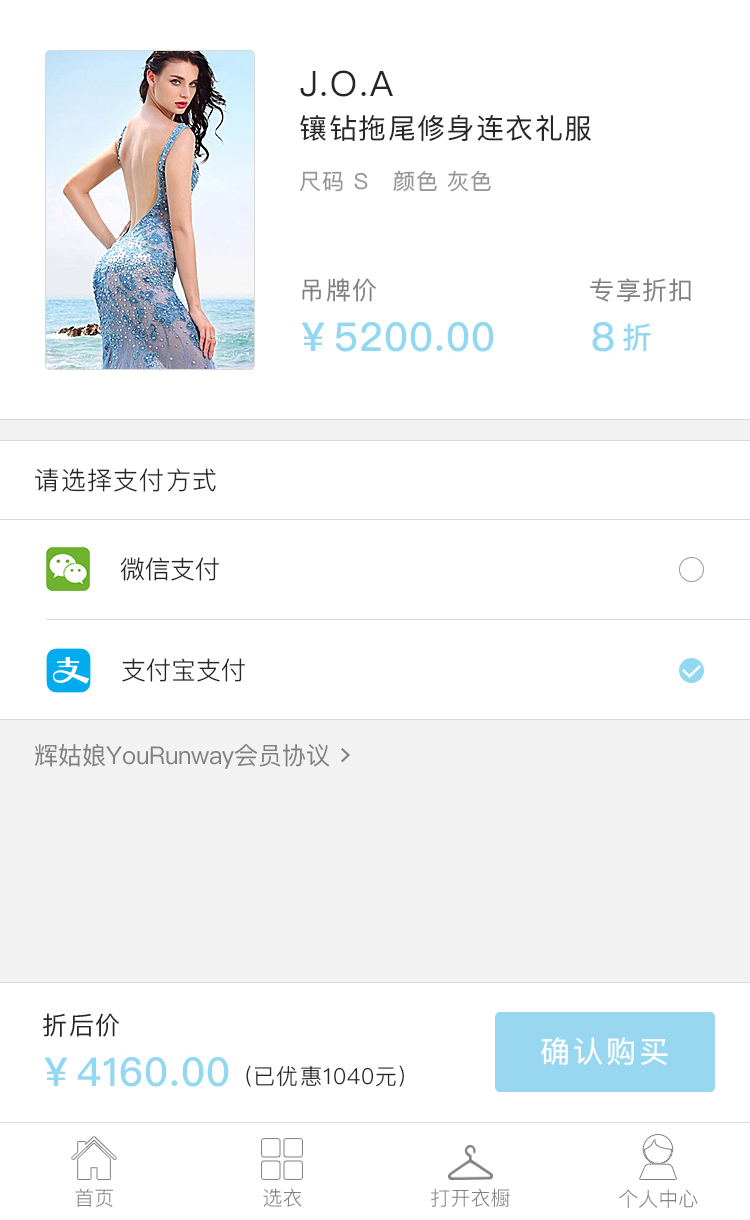 J.O.A
镶钻拖尾修身连衣礼服
尺码 S 颜色 灰色
吊牌价 专享折扣
¥ 5200.00 8折
请选择支付方式
微信支付
支 支付宝支付
辉姑娘YouRunway会员协议 >
折后价
¥ 4160.00 (已优惠1040元)
确认购买
首页 选衣 打开衣橱 个人中心